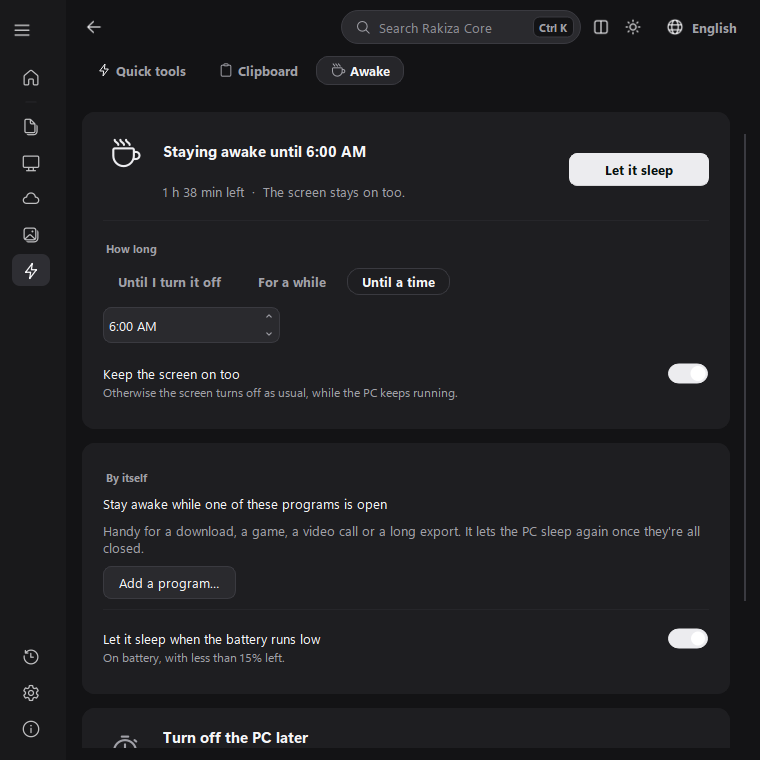 Search Rakiza Core
Ctrl K
English
Quick tools
Clipboard
Awake
Staying awake until 6:00 AM
1 h 38 min left · The screen stays on too.
Let it sleep
How long
Until I turn it off
For a while
Until a time
6:00 AM
Keep the screen on too
Otherwise the screen turns off as usual, while the PC keeps running.
By itself
Stay awake while one of these programs is open
Handy for a download, a game, a video call or a long export. It lets the PC sleep again once they're all
closed.
Add a program...
Let it sleep when the battery runs low
On battery, with less than 15% left.
Turn off the PC later